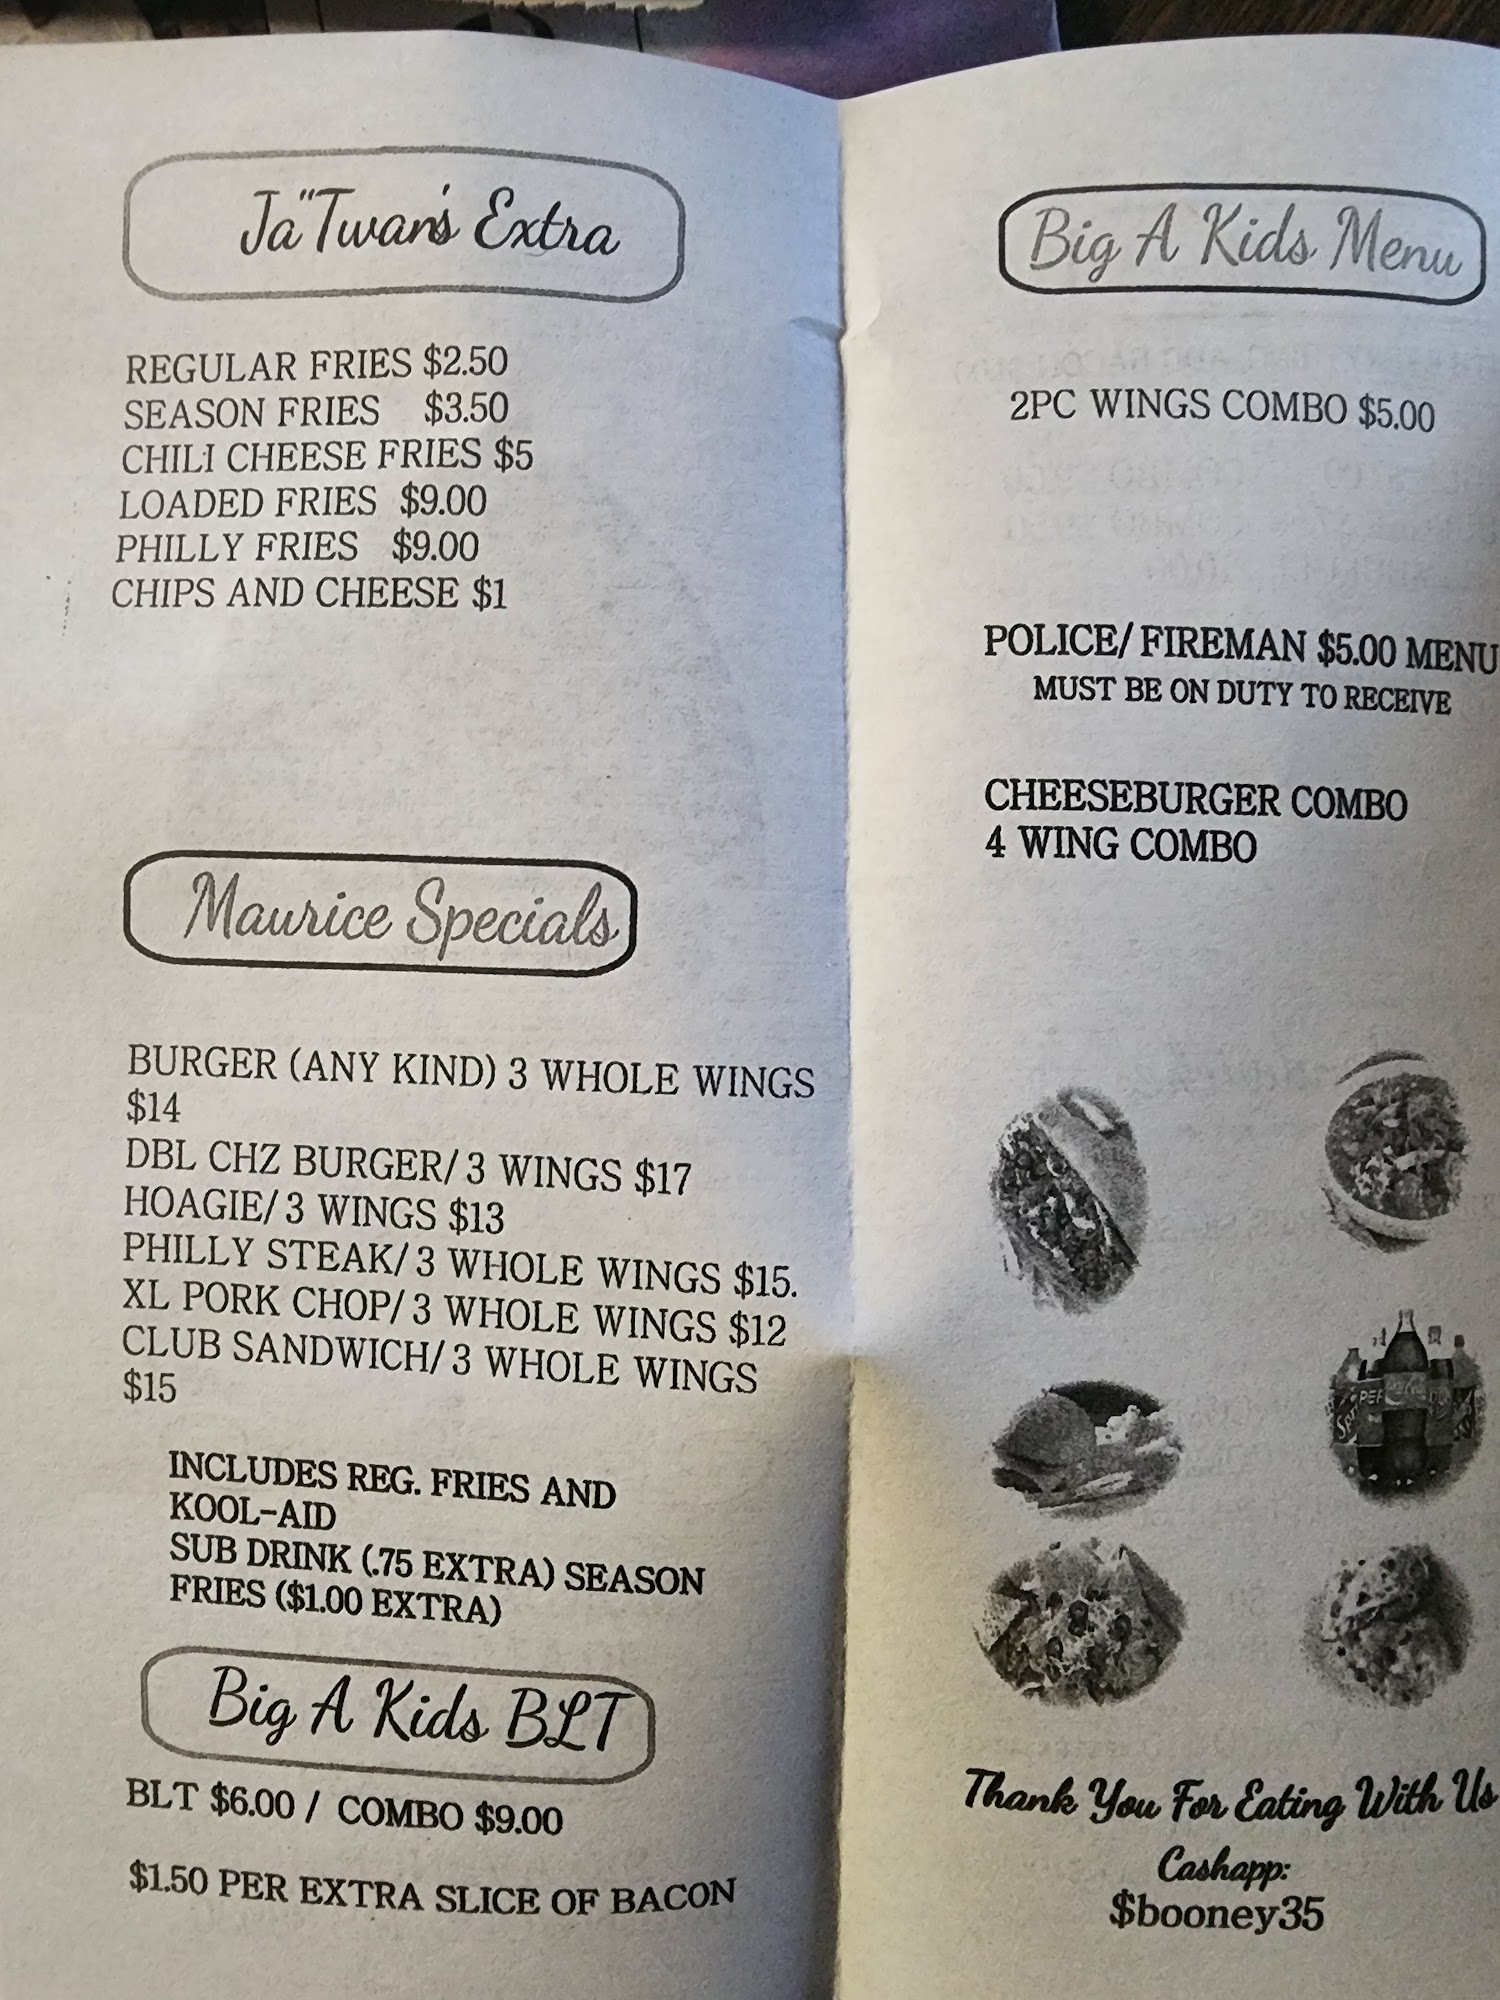 Ja"Twan's Extra
REGULAR FRIES $2.50
SEASON FRIES $3.50
CHILI CHEESE FRIES $5
LOADED FRIES $9.00
PHILLY FRIES $9.00
CHIPS AND CHEESE $1
Maurice Specials
BURGER (ANY KIND) 3 WHOLE WINGS
$14
DBL CHZ BURGER/ 3 WINGS $17
HOAGIE/ 3 WINGS $13
PHILLY STEAK/ 3 WHOLE WINGS $15.
XL PORK CHOP/ 3 WHOLE WINGS $12
CLUB SANDWICH/ 3 WHOLE WINGS
$15
INCLUDES REG. FRIES AND
KOOL-AID
SUB DRINK (.75 EXTRA) SEASON
FRIES ($1.00 EXTRA)
Big A Kids BLT
BLT $6.00 / COMBO $9.00
$1.50 PER EXTRA SLICE OF BACON
Big A Kids Menu
2PC WINGS COMBO $5.00
POLICE/ FIREMAN $5.00 MENU
MUST BE ON DUTY TO RECEIVE
CHEESEBURGER COMBO
4 WING COMBO
Thank You For Eating With Us
Cashapp:
$booney35